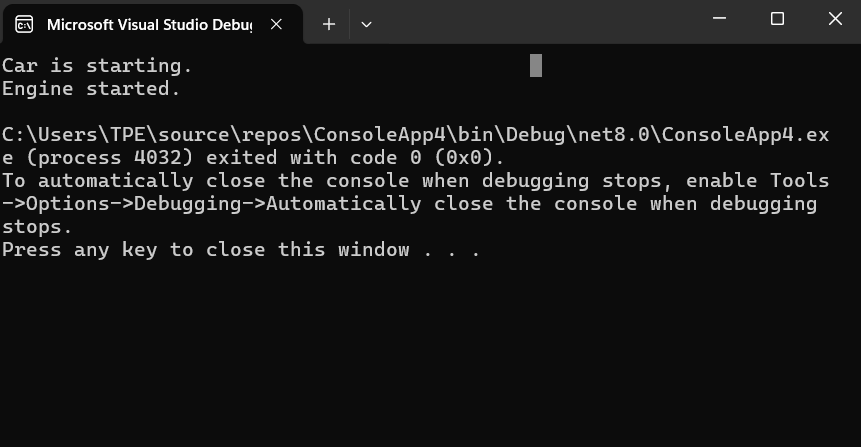 Microsoft Visual Studio Debug
Car is starting.
Engine started.
C:\Users\TPE\source\repos\ConsoleApp4\bin\Debug\net8.0\ConsoleApp4.ex
e (process 4032) exited with code 0 (0x0).
To automatically close the console when debugging stops, enable Tools
->Options->Debugging->Automatically close the console when debugging
stops.
Press any key to close this window . . .